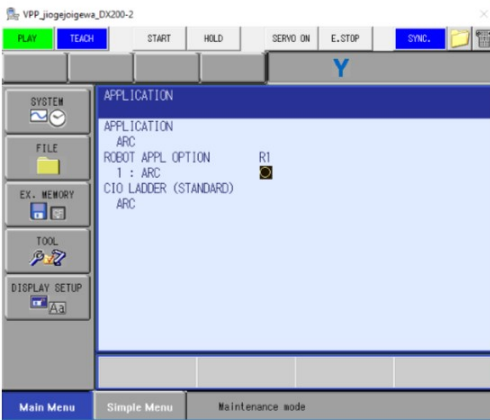 VPP_jiogejoigewa_DX200-2
PLAY TEACH START HOLD SERVO ON E.STOP SYNC.
Y
SYSTEM
FILE
EX. MEMORY
TOOL
DISPLAY SETUP
Aa
APPLICATION
APPLICATION
ARC
ROBOT APPL OPTION R1
1 : ARC
CIO LADDER (STANDARD)
ARC
Main Menu Simple Menu Maintenance mode